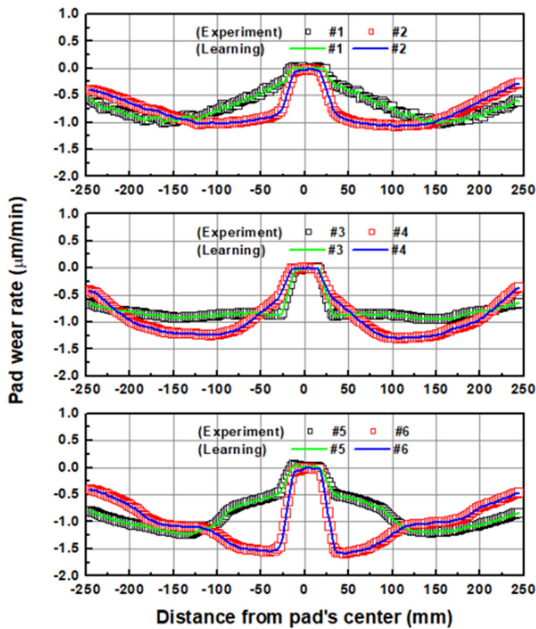 1.0
(Experiment) #1 #2
0.5
(Learning) #1 #2
0.0
-0.5
-1.0
-1.5
-2.0
-250 -200 -150 -100 -50 0 50 100 150 200 250
1.0
(Experiment) #3 #4
0.5
(Learning) #3 #4
0.0
-0.5
-1.0
-1.5
-2.0
-250 -200 -150 -100 -50 0 50 100 150 200 250
1.0
(Experiment) #5 #6
0.5
(Learning) #5 #6
0.0
-0.5
-1.0
-1.5
-2.0
-250 -200 -150 -100 -50 0 50 100 150 200 250
Pad wear rate (μm/min)
Distance from pad's center (mm)